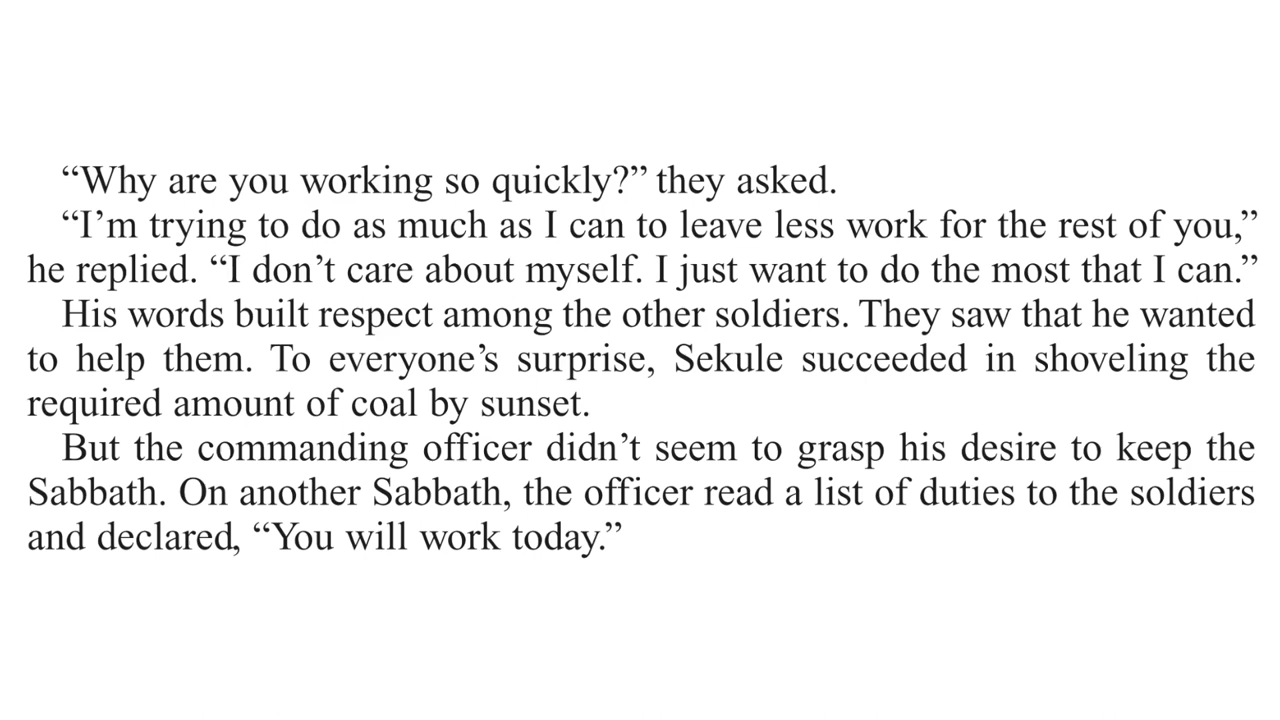 “Why are you working so quickly?” they asked.
“I’m trying to do as much as I can to leave less work for the rest of you,”
he replied. “I don’t care about myself. I just want to do the most that I can.”
His words built respect among the other soldiers. They saw that he wanted
to help them. To everyone’s surprise, Sekule succeeded in shoveling the
required amount of coal by sunset.
But the commanding officer didn’t seem to grasp his desire to keep the
Sabbath. On another Sabbath, the officer read a list of duties to the soldiers
and declared, “You will work today.”